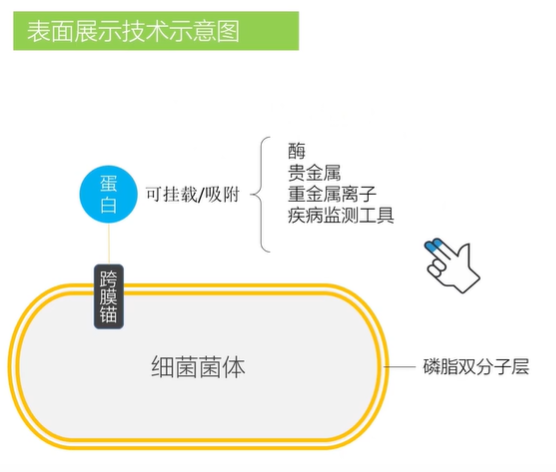 表面展示技术示意图
酶
贵金属
蛋白
可挂载/吸附
重金属离子
疾病监测工具
跨膜锚
细菌菌体
磷脂双分子层